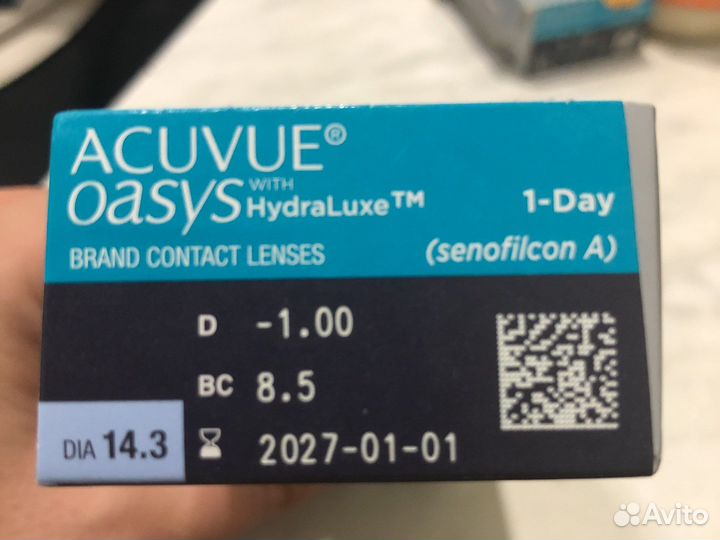 ACUVUE®
oasys WITH HydraLuxe™ 1-Day
BRAND CONTACT LENSES (senofilcon A)
D -1.00
BC 8.5
DIA 14.3 2027-01-01
Avito